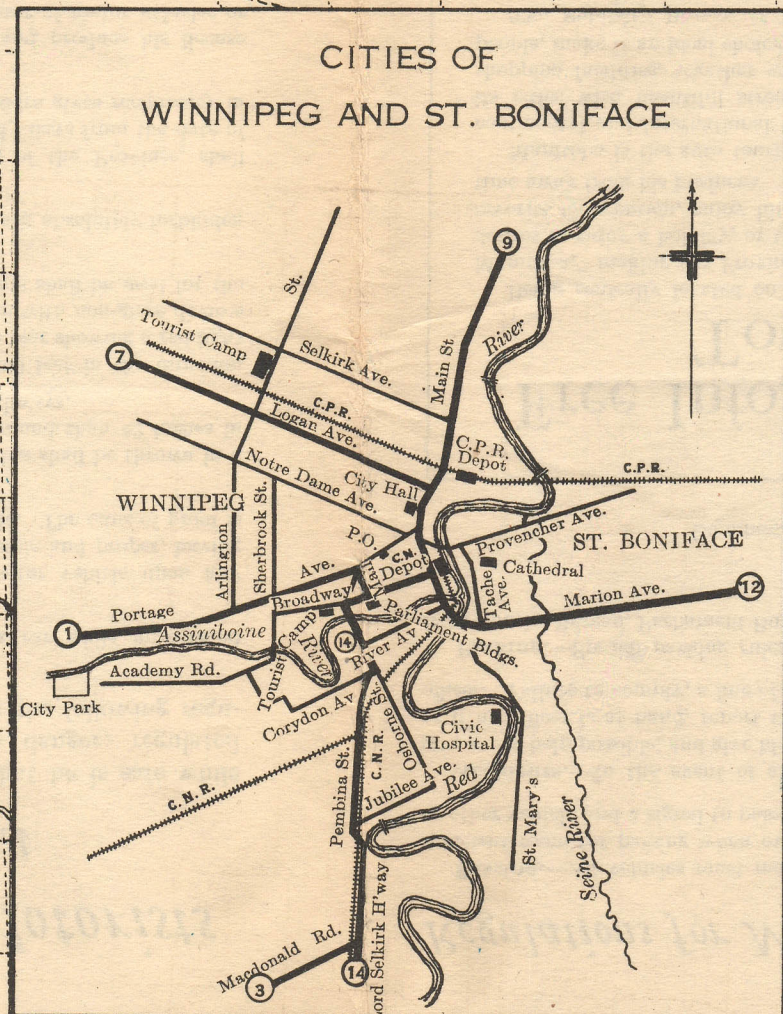 CITIES OF
WINNIPEG AND ST. BONIFACE
9
St.
Tourist Camp
Selkirk Ave.
Main St
River
7
C.P.R.
Logan Ave.
C.P.R.
Depot
C.P.R.
Notre Dame Ave.
City Hall
WINNIPEG
Arlington
Sherbrook St.
P.O.
Provencher Ave.
ST. BONIFACE
Cathedral
C.N.
Depot
Mall
Tache
Ave.
Ave.
Broadway
Marion Ave.
12
1
Portage
Assiniboine
River
Tourist Camp
14
Parliament Bldgs.
River Av
Academy Rd.
City Park
Corydon Av
Osborne St.
Civic
Hospital
C.N.R.
C.N.R.
Pembina St.
Jubilee Ave.
Red
St. Mary's
Seine River
Macdonald Rd.
3
14
Lord Selkirk H'way